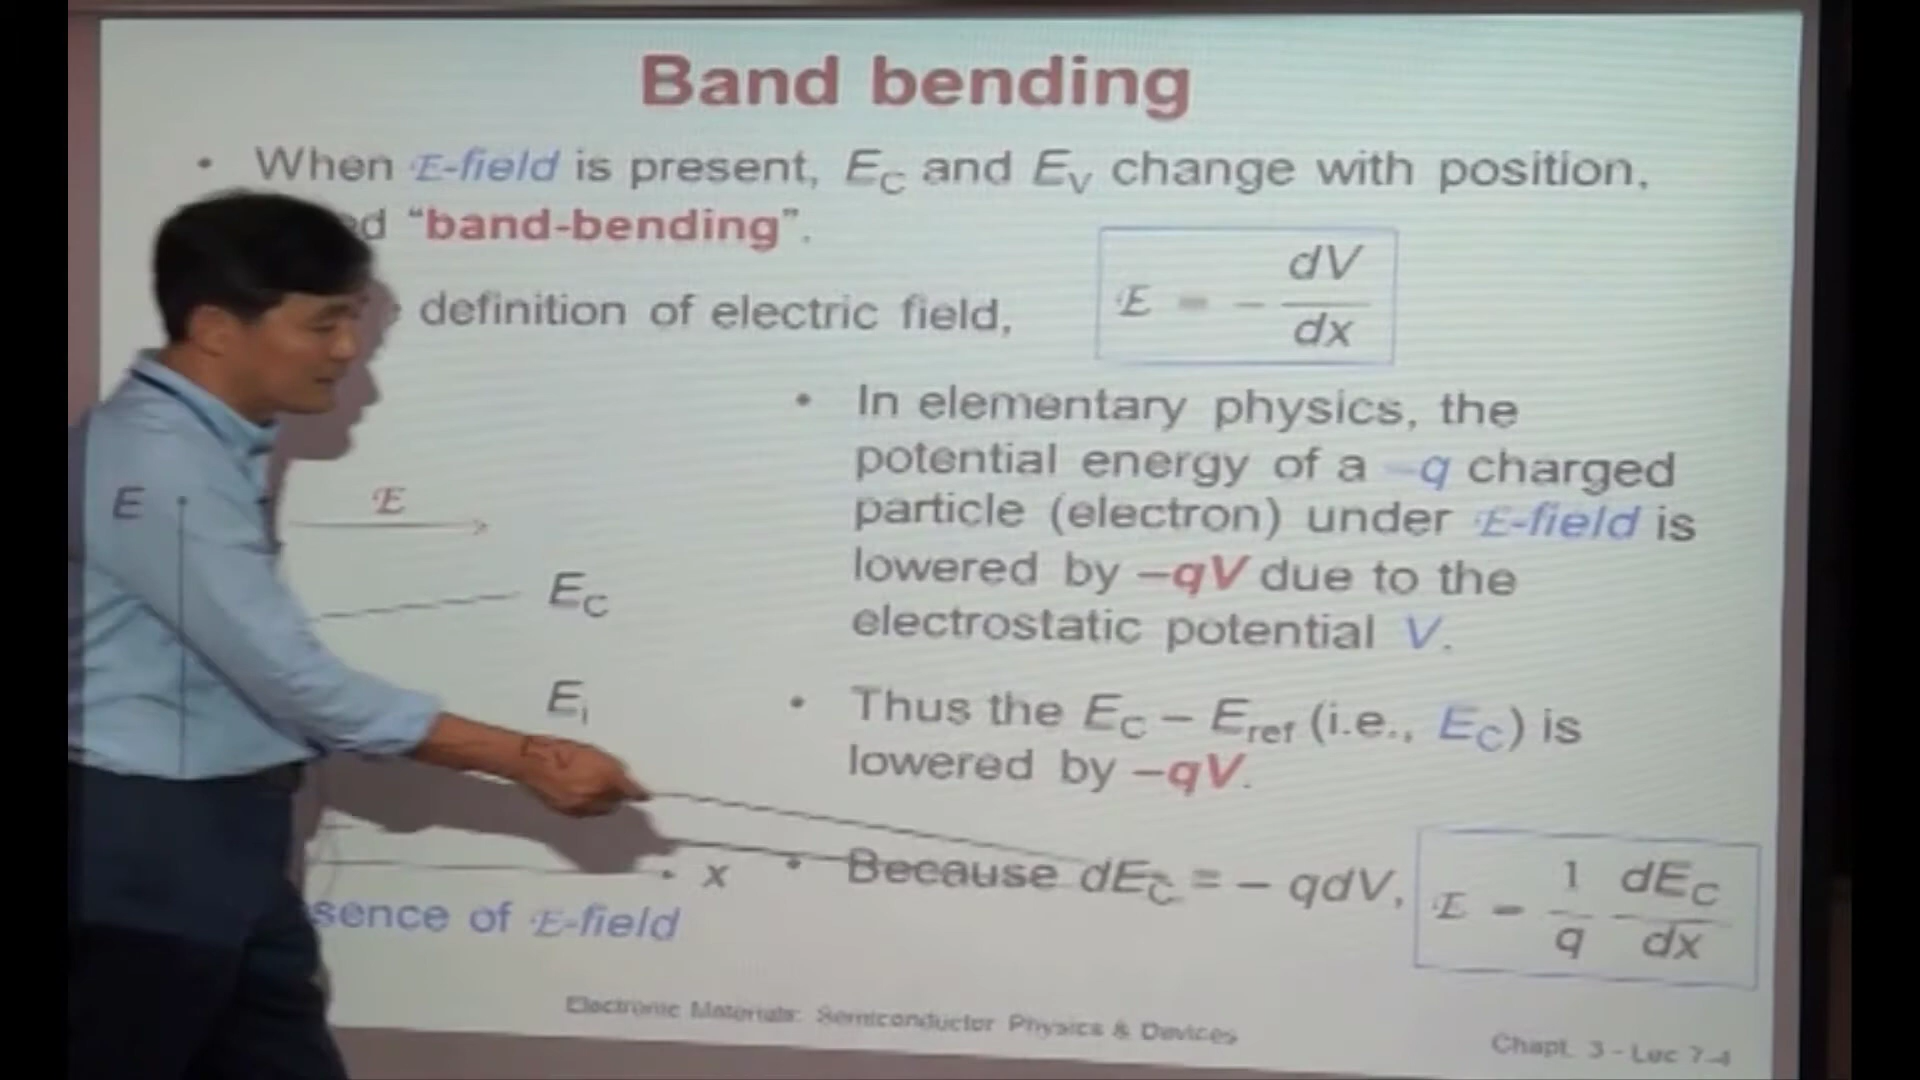 Band bending
• When E-field is present, EC and EV change with position,
“band-bending”.
definition of electric field,
E = − dV/dx
• In elementary physics, the
potential energy of a −q charged
particle (electron) under E-field is
lowered by −qV due to the
electrostatic potential V.
• Thus the EC − Eref (i.e., EC) is
lowered by −qV.
• Because dEC = − qdV,
E = 1/q dEC/dx
E
E
EC
Ei
x
sence of E-field
Electronic Materials: Semiconductor Physics & Devices
Chapt. 3 - Lec 7-4